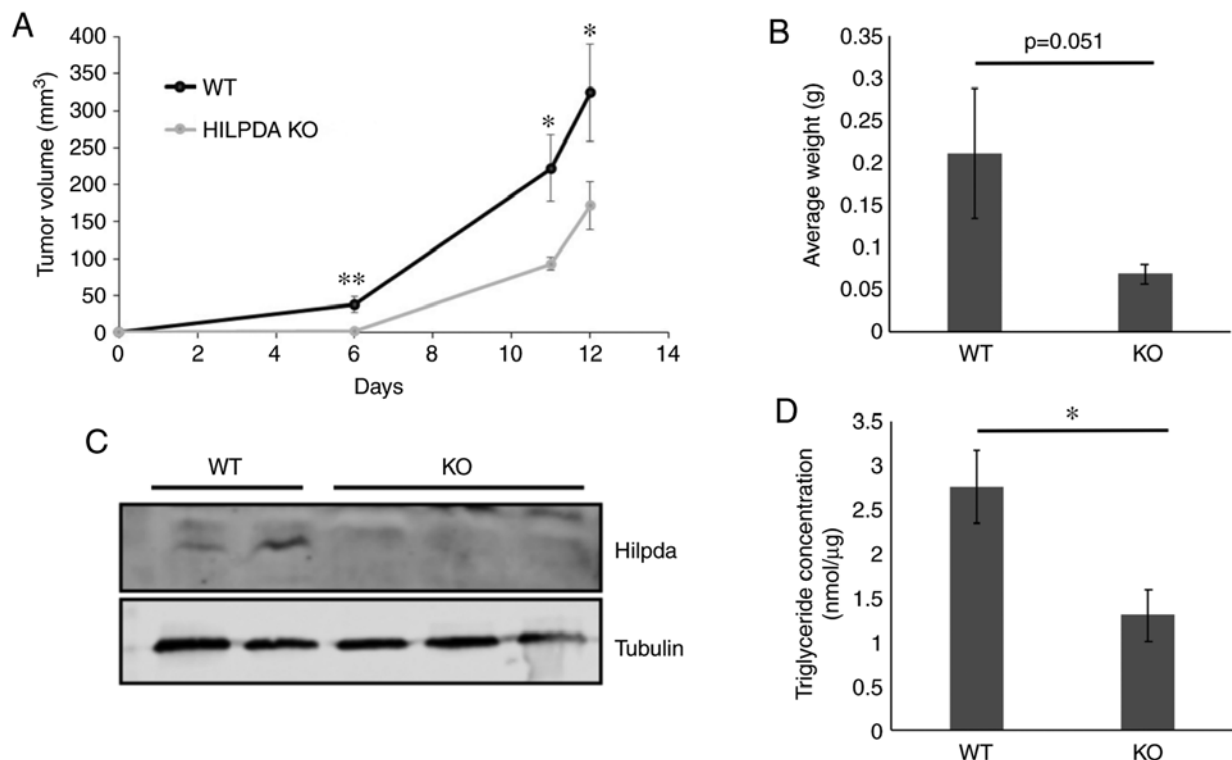 A
Tumor volume (mm³)
400
350
300
250
200
150
100
50
0
WT
HILPDA KO
**
*
*
0
2
4
6
8
10
12
14
Days
B
Average weight (g)
0.35
0.3
0.25
0.2
0.15
0.1
0.05
0
p=0.051
WT
KO
C
WT
KO
Hilpda
Tubulin
D
Triglyceride concentration
(nmol/µg)
3.5
3
2.5
2
1.5
1
0.5
0
*
WT
KO